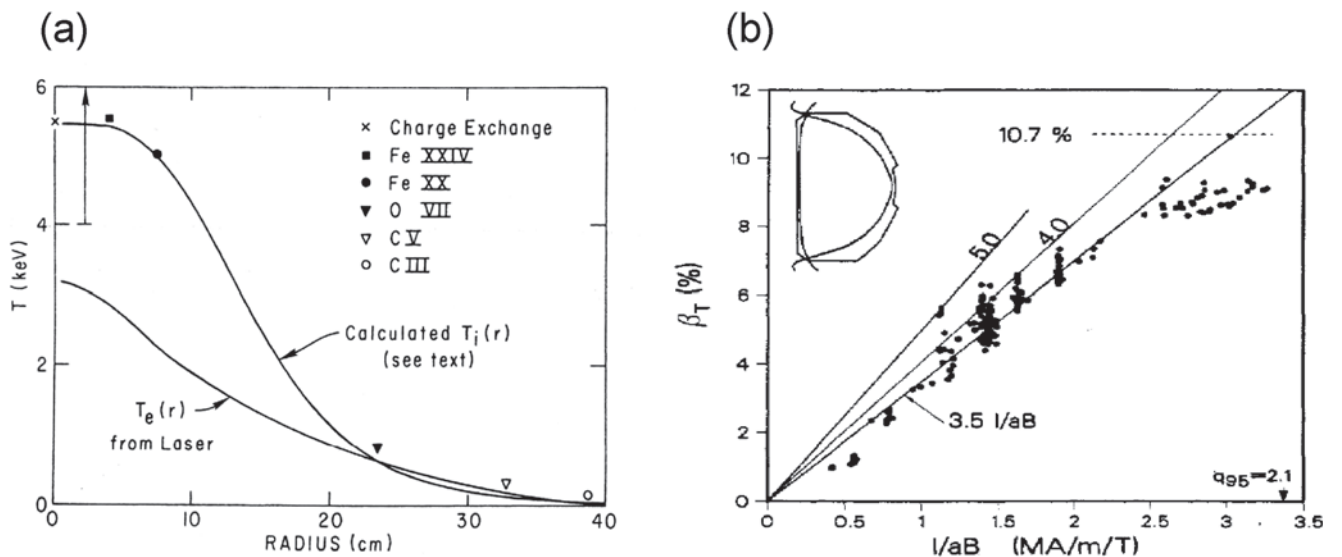 (a)
6
4
2
0
T (keV)
× Charge Exchange
■ Fe XXIV
● Fe XX
▼ O VII
▽ C V
○ C III
Calculated Ti(r)
(see text)
Te(r)
from Laser
0 10 20 30 40
RADIUS (cm)
(b)
12
10
8
6
4
2
0
βT (%)
10.7 %
5.0
4.0
3.5 I/aB
q95=2.1
0 0.5 1 1.5 2 2.5 3 3.5
I/aB (MA/m/T)